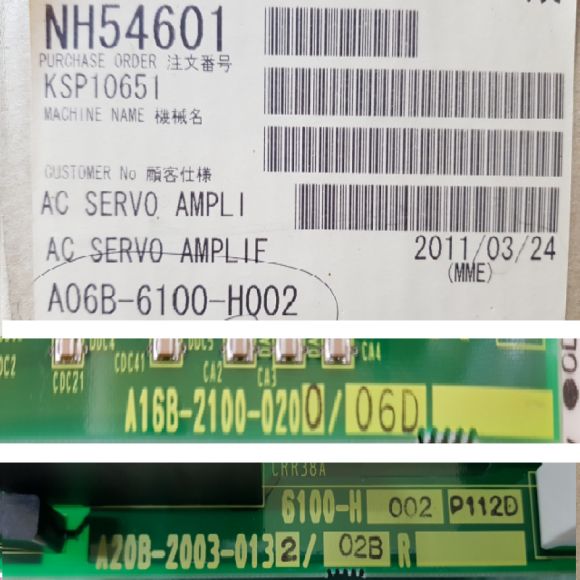 NH54601
PURCHASE ORDER 注文番号
KSP10651
MACHINE NAME 機械名
CUSTOMER No 顧客仕様
AC SERVO AMPLI
AC SERVO AMPLIF 2011/03/24
(MME)
A06B-6100-H002
CDC4 CDC5
CDC21 CDC41 CA2 CA3 CA4
A16B-2100-0200/06D
CRR38A
6100-H 002 P112D
A20B-2003-0132/ 02B R